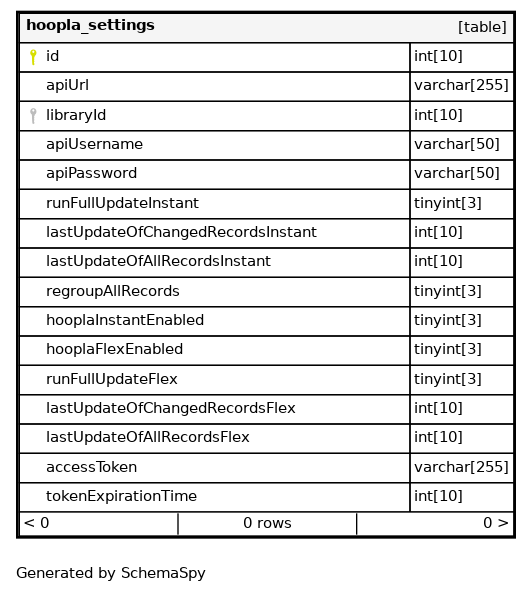 hoopla_settings [table]
id int[10]
apiUrl varchar[255]
libraryId int[10]
apiUsername varchar[50]
apiPassword varchar[50]
runFullUpdateInstant tinyint[3]
lastUpdateOfChangedRecordsInstant int[10]
lastUpdateOfAllRecordsInstant int[10]
regroupAllRecords tinyint[3]
hooplaInstantEnabled tinyint[3]
hooplaFlexEnabled tinyint[3]
runFullUpdateFlex tinyint[3]
lastUpdateOfChangedRecordsFlex int[10]
lastUpdateOfAllRecordsFlex int[10]
accessToken varchar[255]
tokenExpirationTime int[10]
< 0 0 rows 0 >
Generated by SchemaSpy